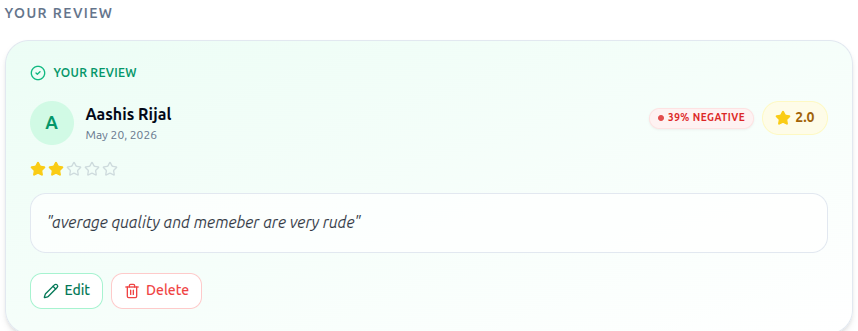 YOUR REVIEW
YOUR REVIEW
A
Aashis Rijal
May 20, 2026
39% NEGATIVE
2.0
"average quality and memeber are very rude"
Edit
Delete